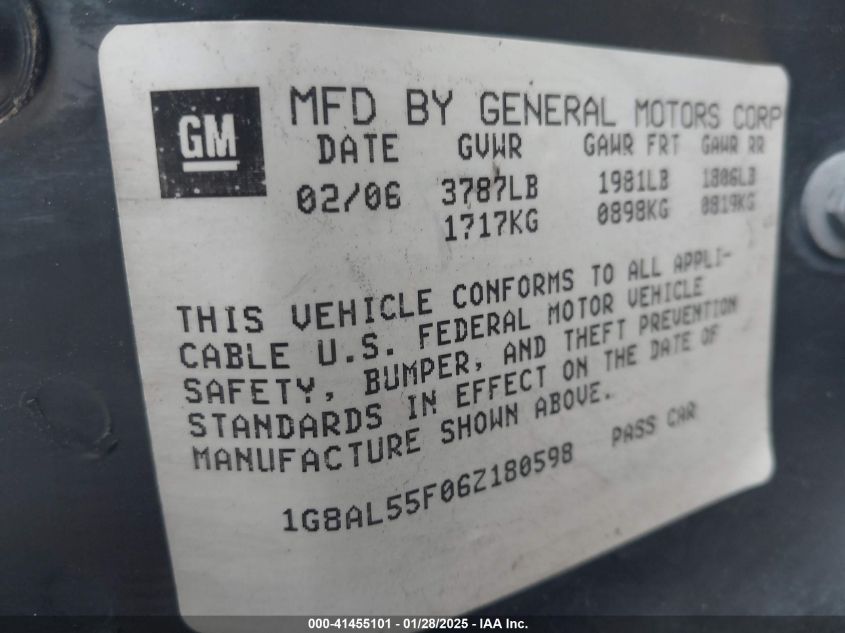 GM
MFD BY GENERAL MOTORS CORP
DATE GVWR GAWR FRT GAWR RR
02/06 3787LB 1981LB 1806LB
1717KG 0898KG 0819KG
THIS VEHICLE CONFORMS TO ALL APPLI-
CABLE U.S. FEDERAL MOTOR VEHICLE
SAFETY, BUMPER, AND THEFT PREVENTION
STANDARDS IN EFFECT ON THE DATE OF
MANUFACTURE SHOWN ABOVE.
1G8AL55F06Z180598 PASS CAR
000-41455101 | 01/28/2025 - IAA Inc.